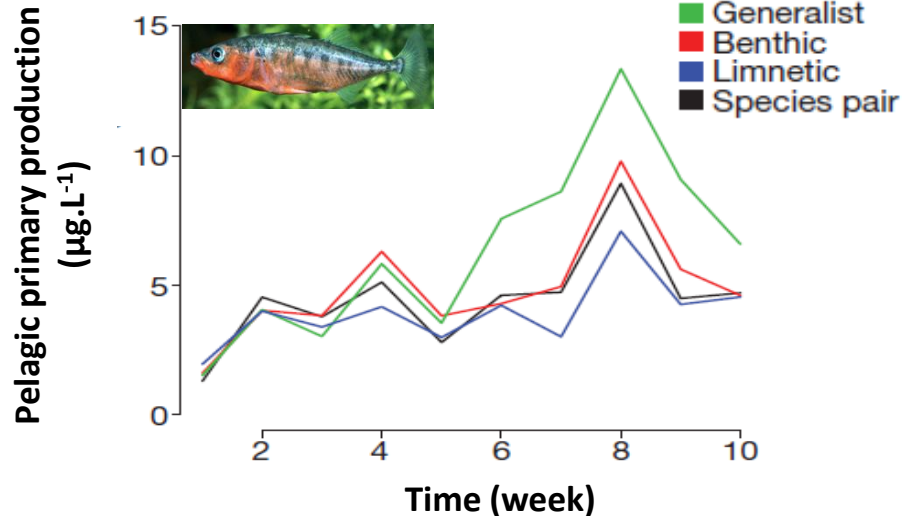 Pelagic primary production
(µg.L-1)
15
10
5
0
Generalist
Benthic
Limnetic
Species pair
2 4 6 8 10
Time (week)